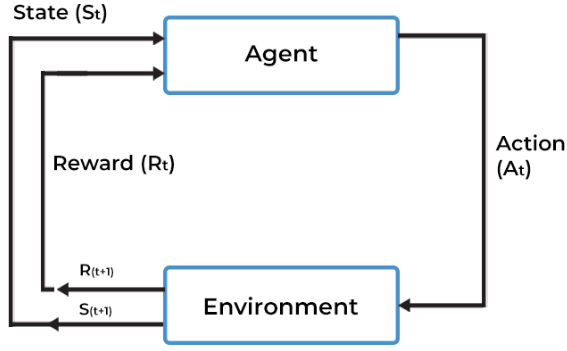 State (St)
Agent
Action
(At)
Reward (Rt)
R(t+1)
Environment
S(t+1)